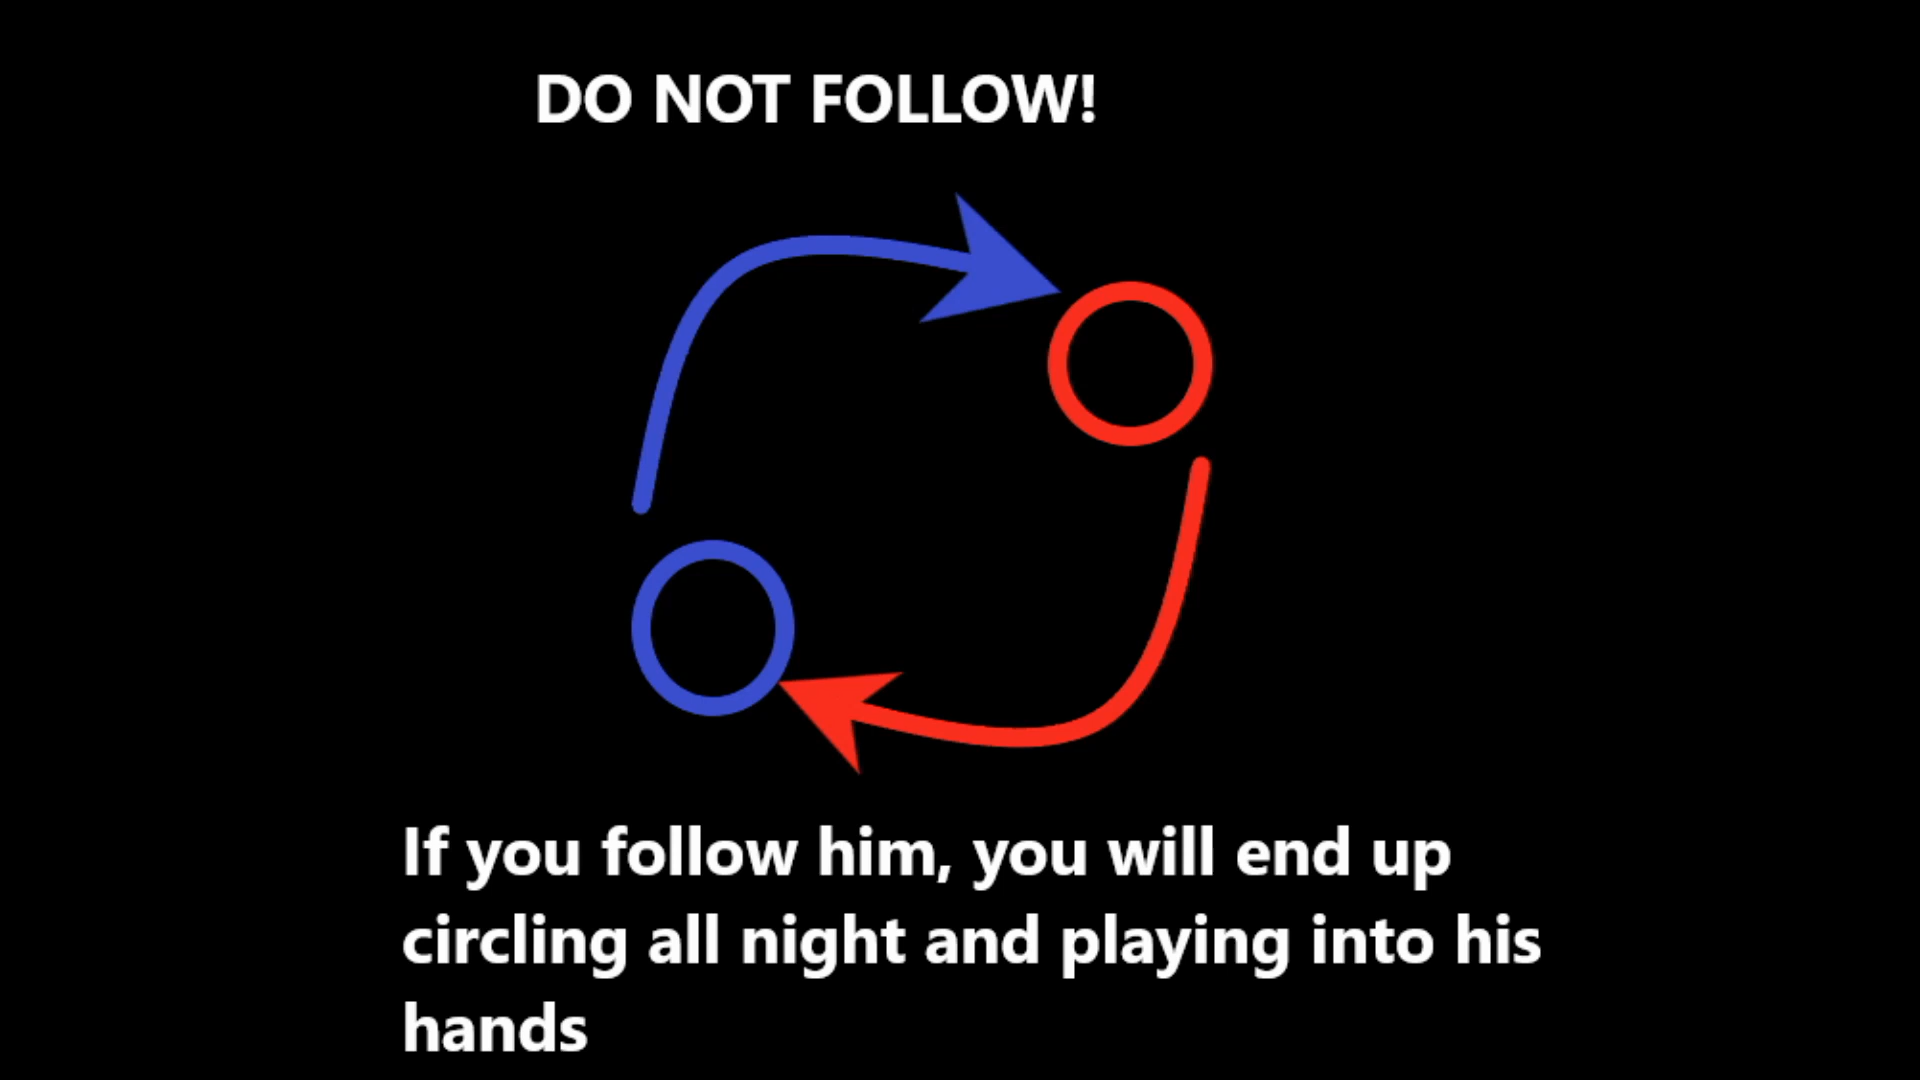 DO NOT FOLLOW!
If you follow him, you will end up
circling all night and playing into his
hands